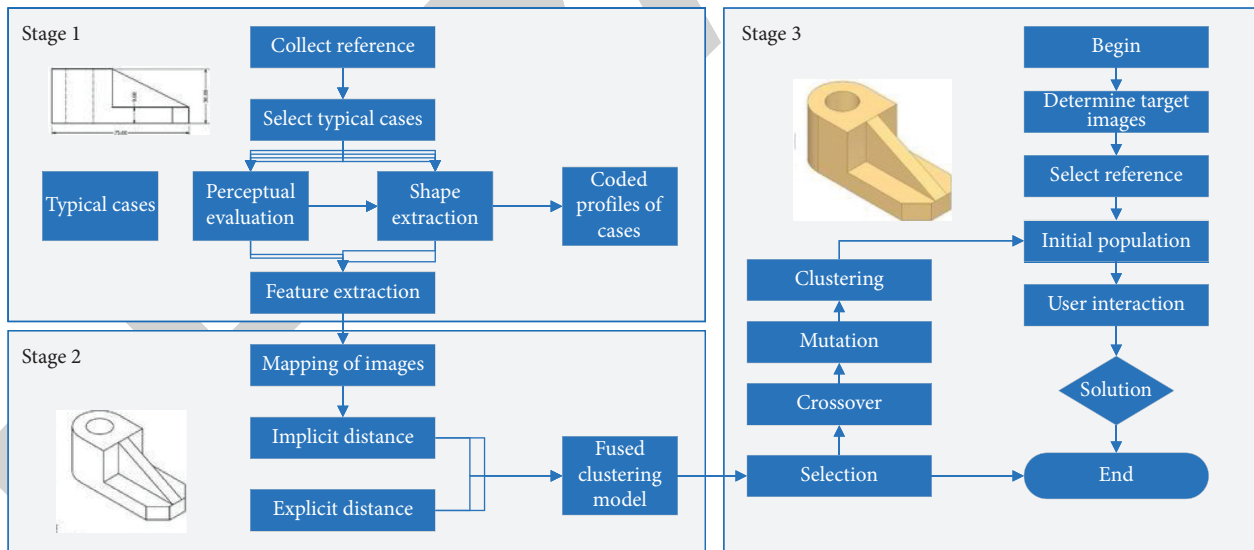 Stage 1
Collect reference
Select typical cases
Typical cases
Perceptual
evaluation
Shape
extraction
Coded
profiles of
cases
Feature extraction
75.00
Stage 2
Mapping of images
Implicit distance
Explicit distance
Fused
clustering
model
Stage 3
Begin
Determine target
images
Select reference
Initial population
User interaction
Solution
End
Clustering
Mutation
Crossover
Selection